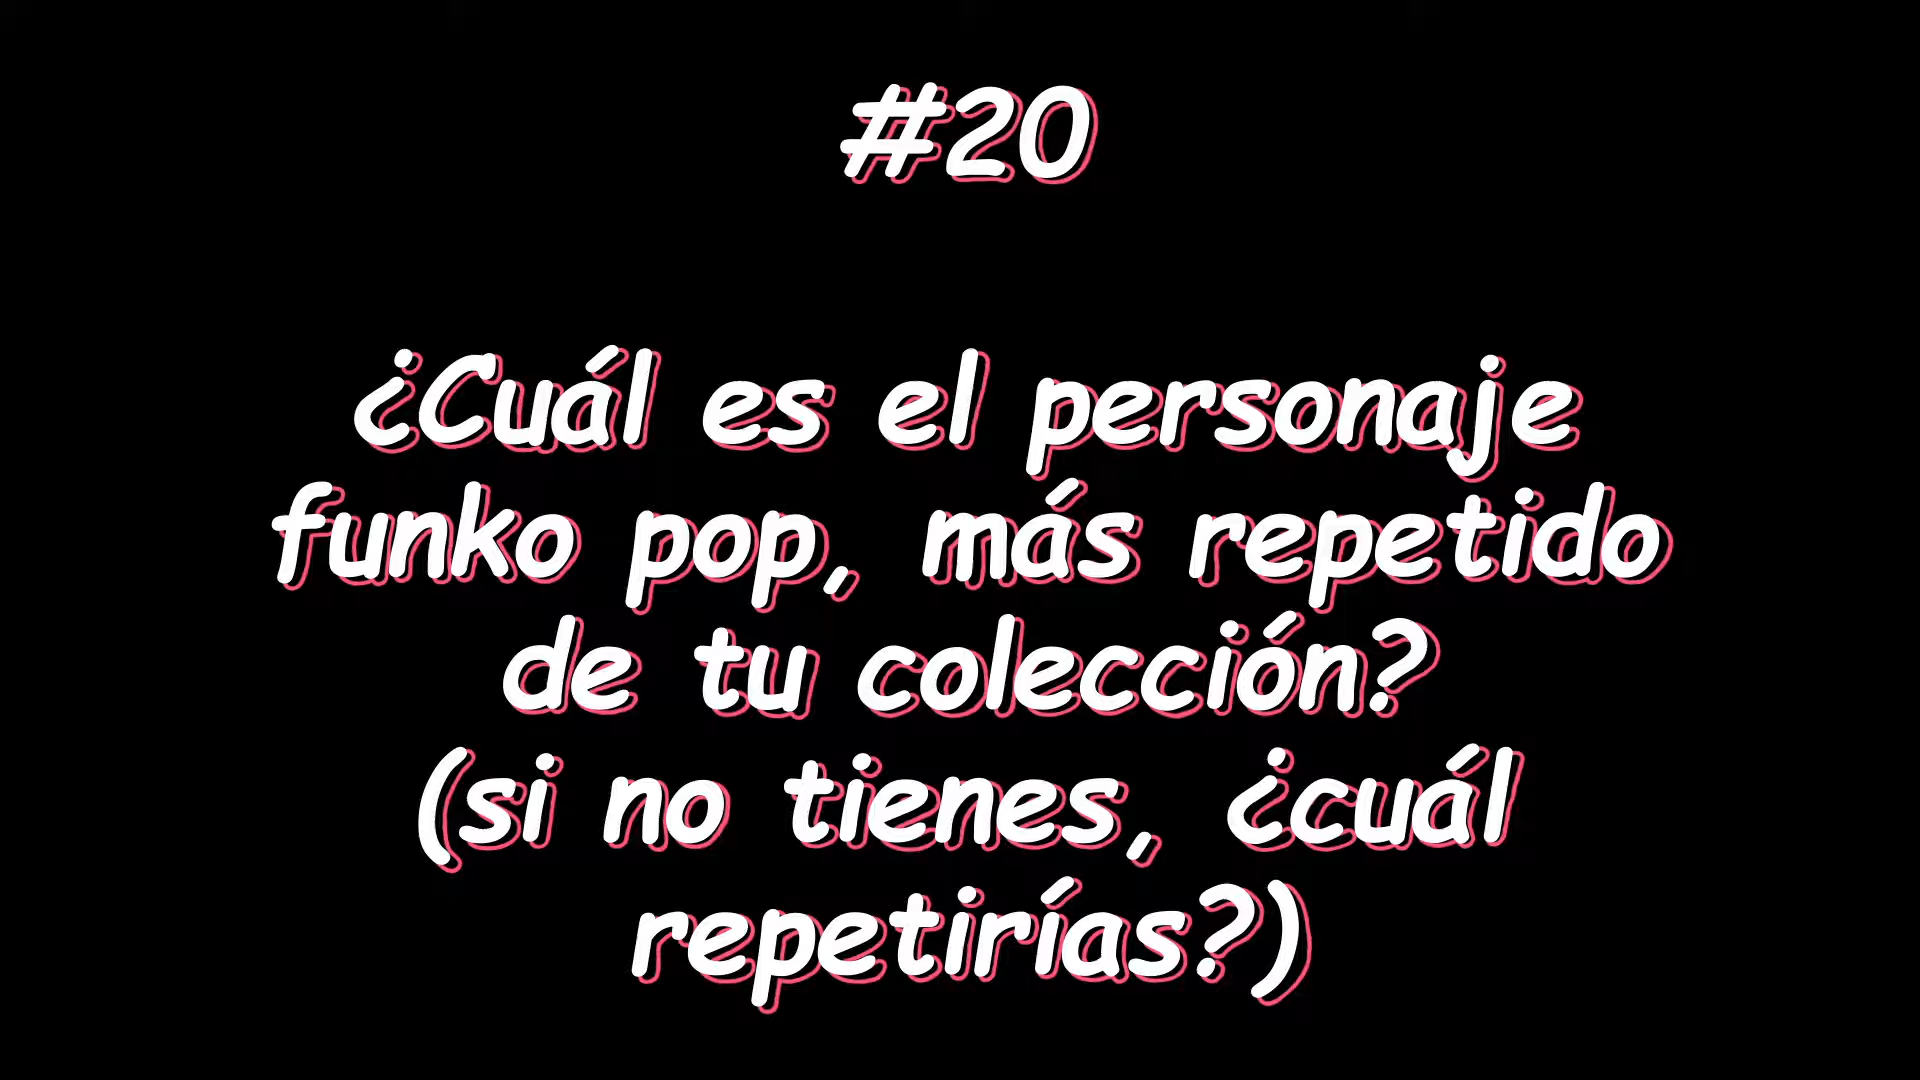 #20
¿Cuál es el personaje
funko pop, más repetido
de tu colección?
(si no tienes, ¿cuál
repetirías?)